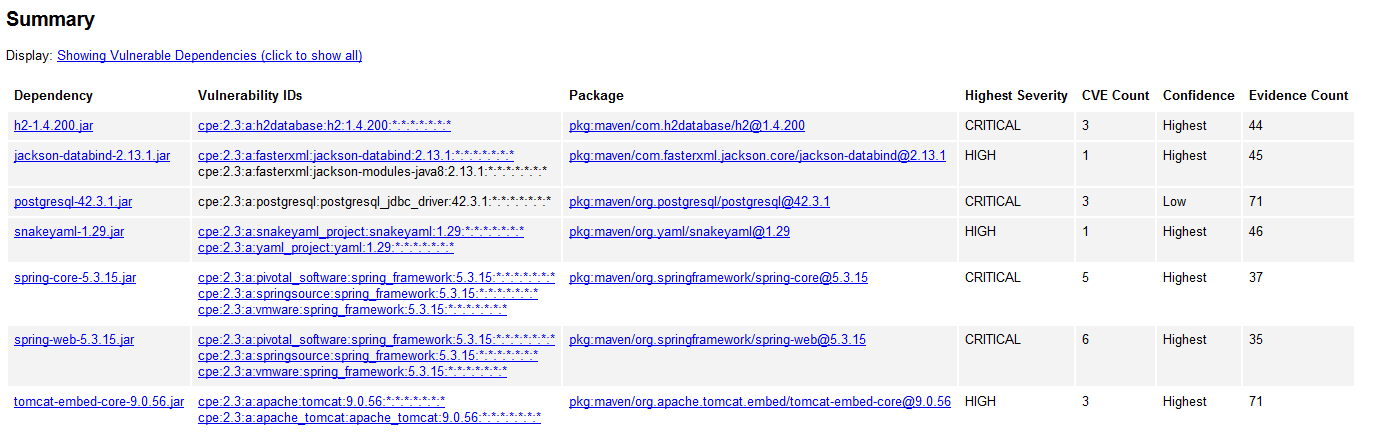 Summary
Display: Showing Vulnerable Dependencies (click to show all)
Dependency Vulnerability IDs Package Highest Severity CVE Count Confidence Evidence Count
h2-1.4.200.jar cpe:2.3:a:h2database:h2:1.4.200:*:*:*:*:*:*:* pkg:maven/com.h2database/h2@1.4.200 CRITICAL 3 Highest 44
jackson-databind-2.13.1.jar cpe:2.3:a:fasterxml:jackson-databind:2.13.1:*:*:*:*:*:*:* pkg:maven/com.fasterxml.jackson.core/jackson-databind@2.13.1 HIGH 1 Highest 45
cpe:2.3:a:fasterxml:jackson-modules-java8:2.13.1:*:*:*:*:*:*:*
postgresql-42.3.1.jar cpe:2.3:a:postgresql:postgresql_jdbc_driver:42.3.1:*:*:*:*:*:*:* pkg:maven/org.postgresql/postgresql@42.3.1 CRITICAL 3 Low 71
snakeyaml-1.29.jar cpe:2.3:a:snakeyaml_project:snakeyaml:1.29:*:*:*:*:*:*:* pkg:maven/org.yaml/snakeyaml@1.29 HIGH 1 Highest 46
cpe:2.3:a:yaml_project:yaml:1.29:*:*:*:*:*:*:*
spring-core-5.3.15.jar cpe:2.3:a:pivotal_software:spring_framework:5.3.15:*:*:*:*:*:*:* pkg:maven/org.springframework/spring-core@5.3.15 CRITICAL 5 Highest 37
cpe:2.3:a:springsource:spring_framework:5.3.15:*:*:*:*:*:*:*
cpe:2.3:a:vmware:spring_framework:5.3.15:*:*:*:*:*:*:*
spring-web-5.3.15.jar cpe:2.3:a:pivotal_software:spring_framework:5.3.15:*:*:*:*:*:*:* pkg:maven/org.springframework/spring-web@5.3.15 CRITICAL 6 Highest 35
cpe:2.3:a:springsource:spring_framework:5.3.15:*:*:*:*:*:*:*
cpe:2.3:a:vmware:spring_framework:5.3.15:*:*:*:*:*:*:*
tomcat-embed-core-9.0.56.jar cpe:2.3:a:apache:tomcat:9.0.56:*:*:*:*:*:*:* pkg:maven/org.apache.tomcat.embed/tomcat-embed-core@9.0.56 HIGH 3 Highest 71
cpe:2.3:a:apache_tomcat:apache_tomcat:9.0.56:*:*:*:*:*:*:*